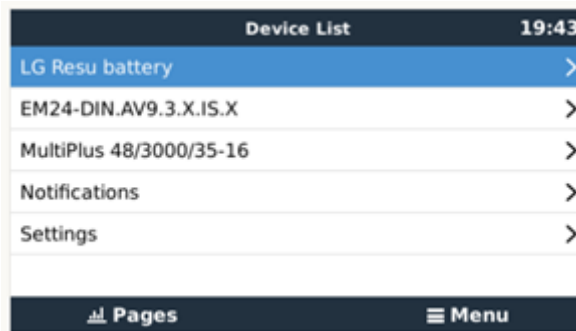 Device List 19:43
LG Resu battery
EM24-DIN.AV9.3.X.IS.X
MultiPlus 48/3000/35-16
Notifications
Settings
Pages Menu